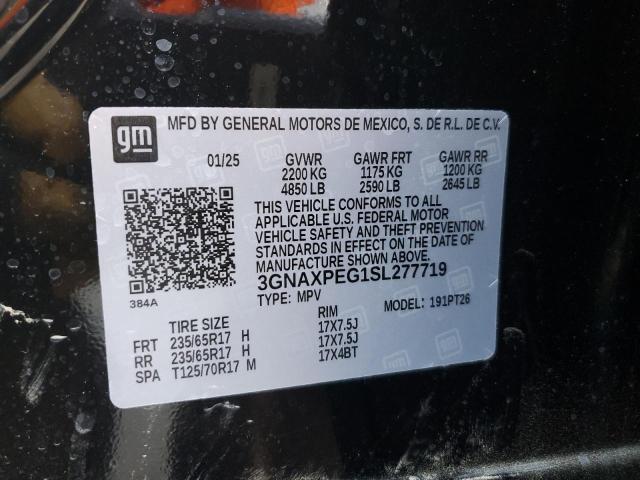 gm MFD BY GENERAL MOTORS DE MEXICO, S. DE R.L. DE C.V.
01/25 GVWR GAWR FRT GAWR RR
2200 KG 1175 KG 1200 KG
4850 LB 2590 LB 2645 LB
THIS VEHICLE CONFORMS TO ALL
APPLICABLE U.S. FEDERAL MOTOR
VEHICLE SAFETY AND THEFT PREVENTION
STANDARDS IN EFFECT ON THE DATE OF
MANUFACTURE SHOWN ABOVE.
3GNAXPEG1SL277719
384A
TYPE: MPV MODEL: 191PT26
TIRE SIZE RIM
FRT 235/65R17 H 17X7.5J
RR 235/65R17 H 17X7.5J
SPA T125/70R17 M 17X4BT